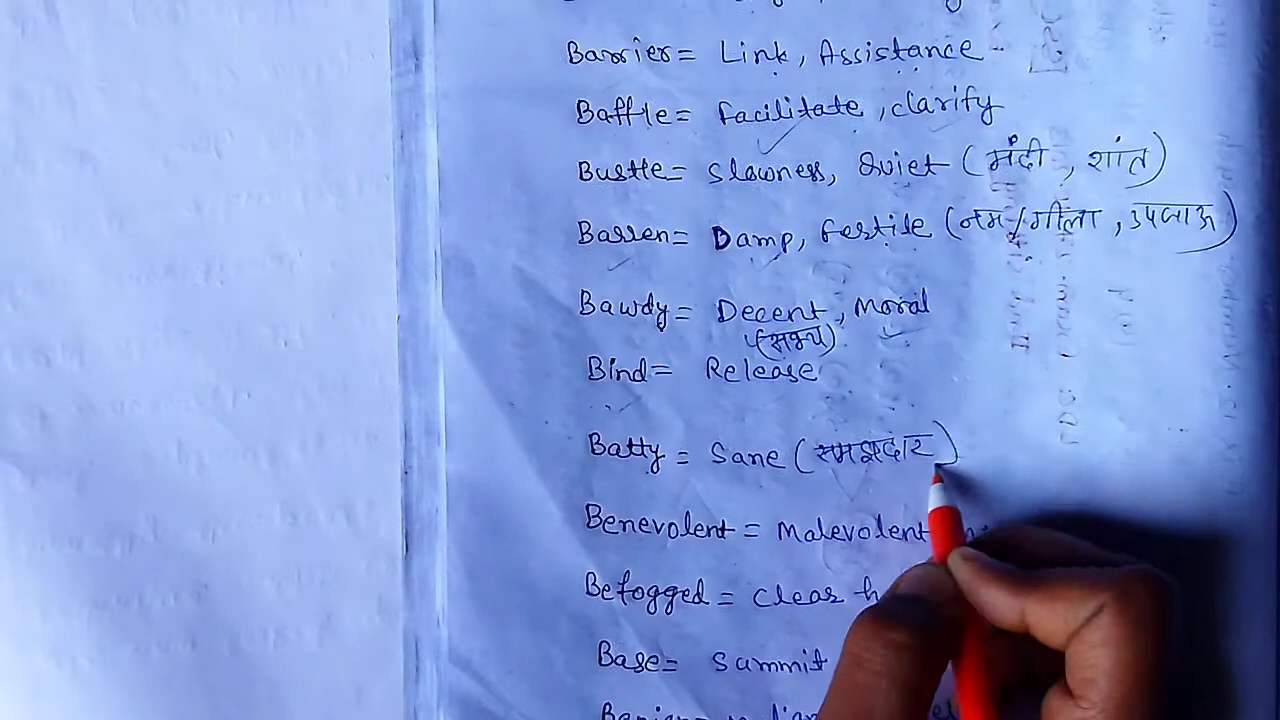 Barrier = Link, Assistance
Baffle = Facilitate, clarify
Bustle = Slowness, Quiet (मंदी, शांत)
Barren = Damp, Fertile (नम/गीला, उपजाऊ)
Bawdy = Decent, Moral
(सभ्य)
Bind = Release
Batty = Sane (समझदार)
Benevolent = Malevolent
Befogged = Clear h
Base = Summit